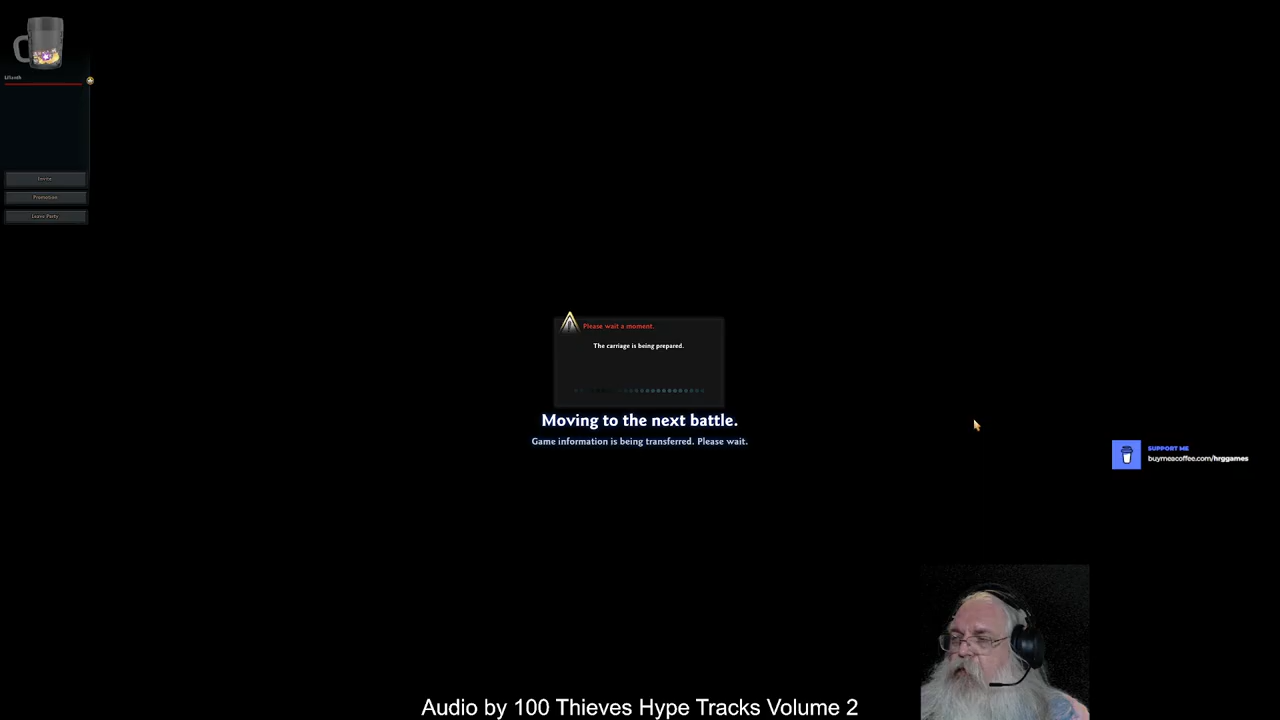 Invite
Promotion
Leave Party
Please wait a moment.
The carriage is being prepared.
Moving to the next battle.
Game information is being transferred. Please wait.
SUPPORT ME
buymeacoffee.com/hrggames
Audio by 100 Thieves Hype Tracks Volume 2